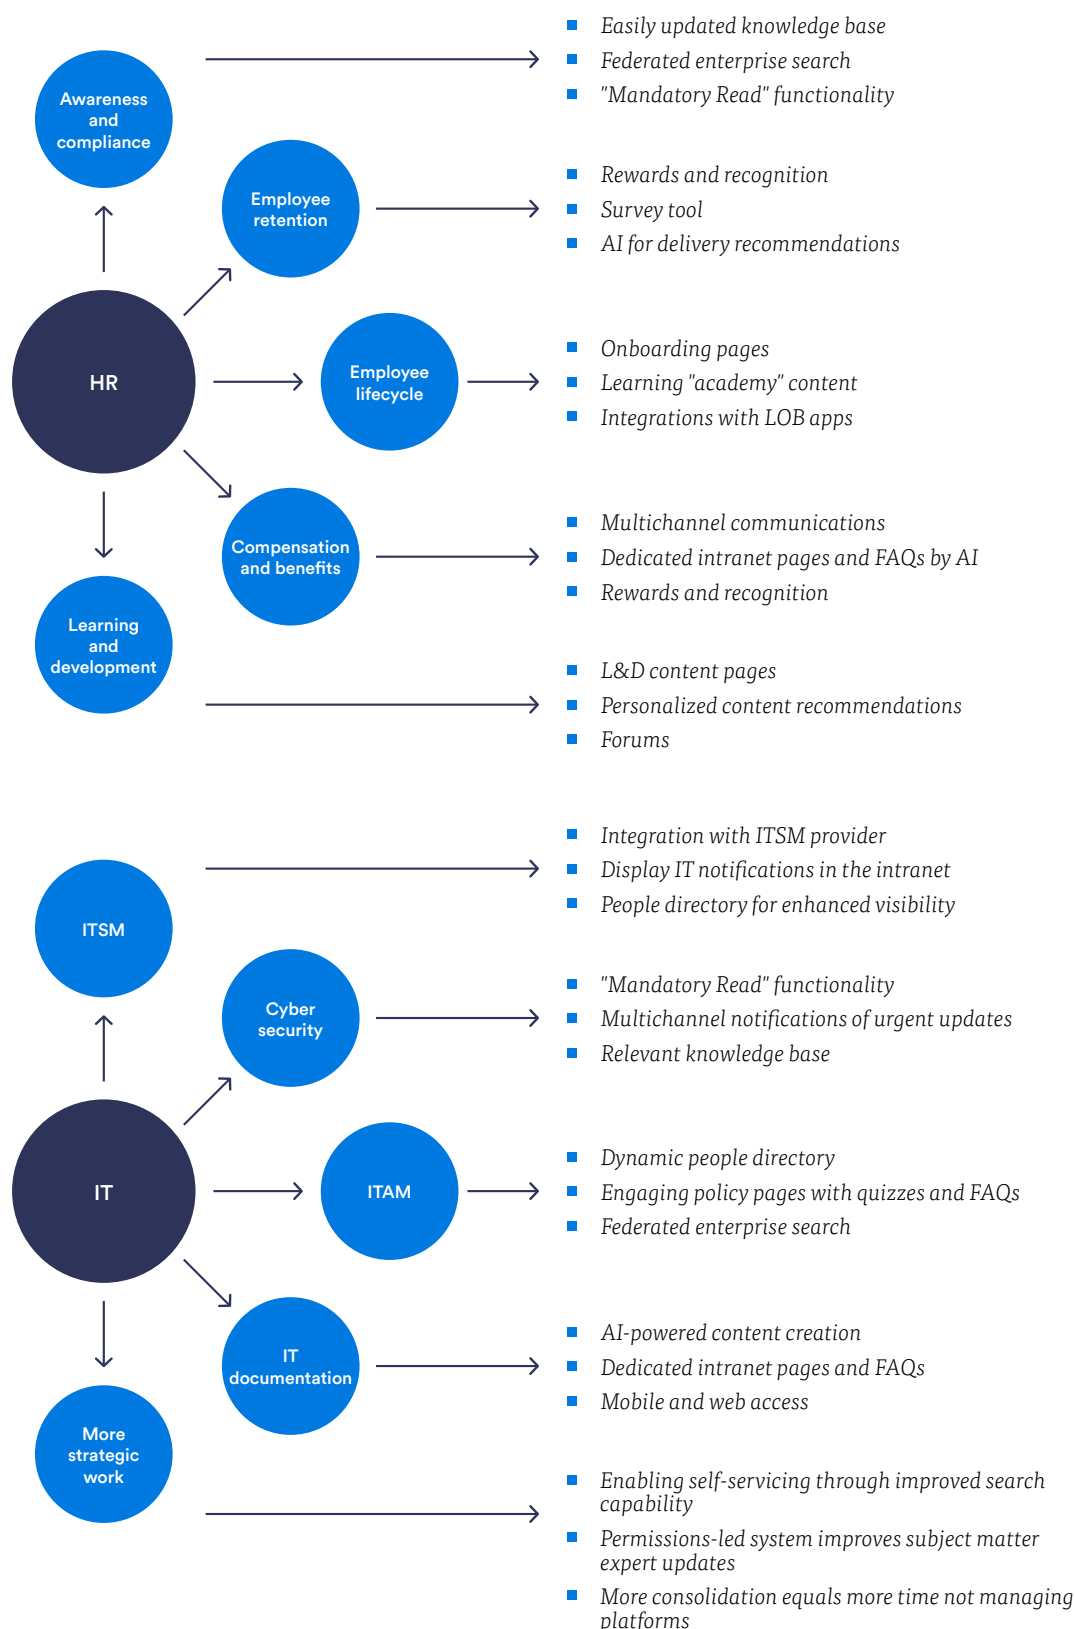 Easily updated knowledge base
Federated enterprise search
"Mandatory Read" functionality
Awareness
and
compliance
Employee
retention
Rewards and recognition
Survey tool
AI for delivery recommendations
HR
Employee
lifecycle
Onboarding pages
Learning "academy" content
Integrations with LOB apps
Compensation
and benefits
Multichannel communications
Dedicated intranet pages and FAQs by AI
Rewards and recognition
Learning
and
development
L&D content pages
Personalized content recommendations
Forums
ITSM
Integration with ITSM provider
Display IT notifications in the intranet
People directory for enhanced visibility
Cyber
security
"Mandatory Read" functionality
Multichannel notifications of urgent updates
Relevant knowledge base
IT
ITAM
Dynamic people directory
Engaging policy pages with quizzes and FAQs
Federated enterprise search
IT
documentation
AI-powered content creation
Dedicated intranet pages and FAQs
Mobile and web access
More
strategic
work
Enabling self-servicing through improved search
capability
Permissions-led system improves subject matter
expert updates
More consolidation equals more time not managing
platforms